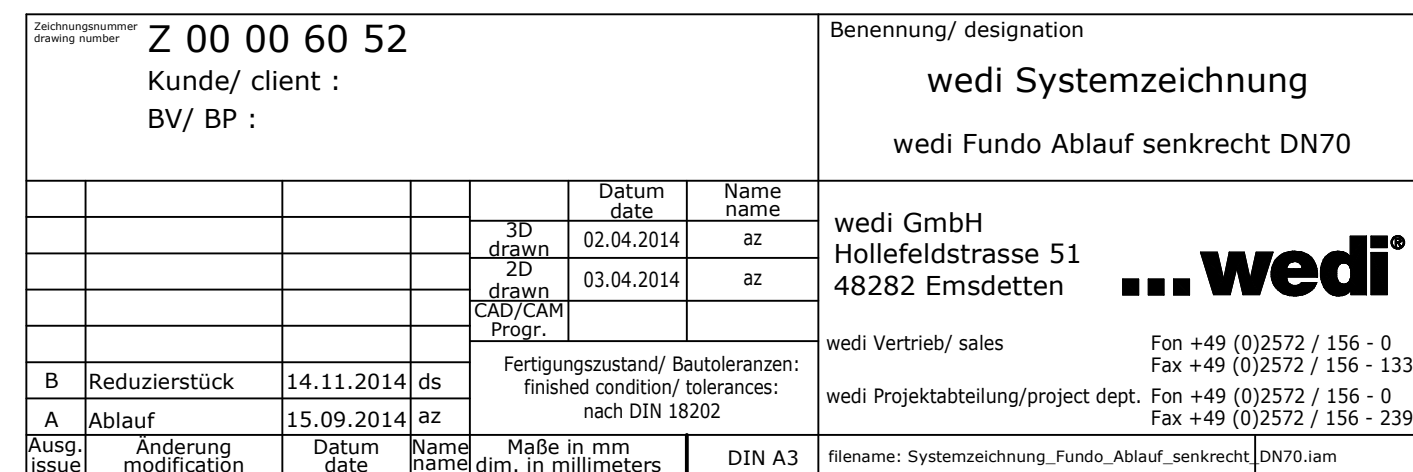 Zeichnungsnummer
drawing number
Z 00 00 60 52
Kunde/ client :
BV/ BP :
Benennung/ designation
wedi Systemzeichnung
wedi Fundo Ablauf senkrecht DN70
Datum
date
Name
name
3D
drawn
02.04.2014
az
2D
drawn
03.04.2014
az
CAD/CAM
Progr.
Fertigungszustand/ Bautoleranzen:
finished condition/ tolerances:
nach DIN 18202
B Reduzierstück 14.11.2014 ds
A Ablauf 15.09.2014 az
Ausg.
issue
Änderung
modification
Datum
date
Name
name
Maße in mm
dim. in millimeters
DIN A3
wedi GmbH
Hollefeldstrasse 51
48282 Emsdetten
... wedi®
wedi Vertrieb/ sales Fon +49 (0)2572 / 156 - 0
Fax +49 (0)2572 / 156 - 133
wedi Projektabteilung/project dept. Fon +49 (0)2572 / 156 - 0
Fax +49 (0)2572 / 156 - 239
filename: Systemzeichnung_Fundo_Ablauf_senkrecht_DN70.iam